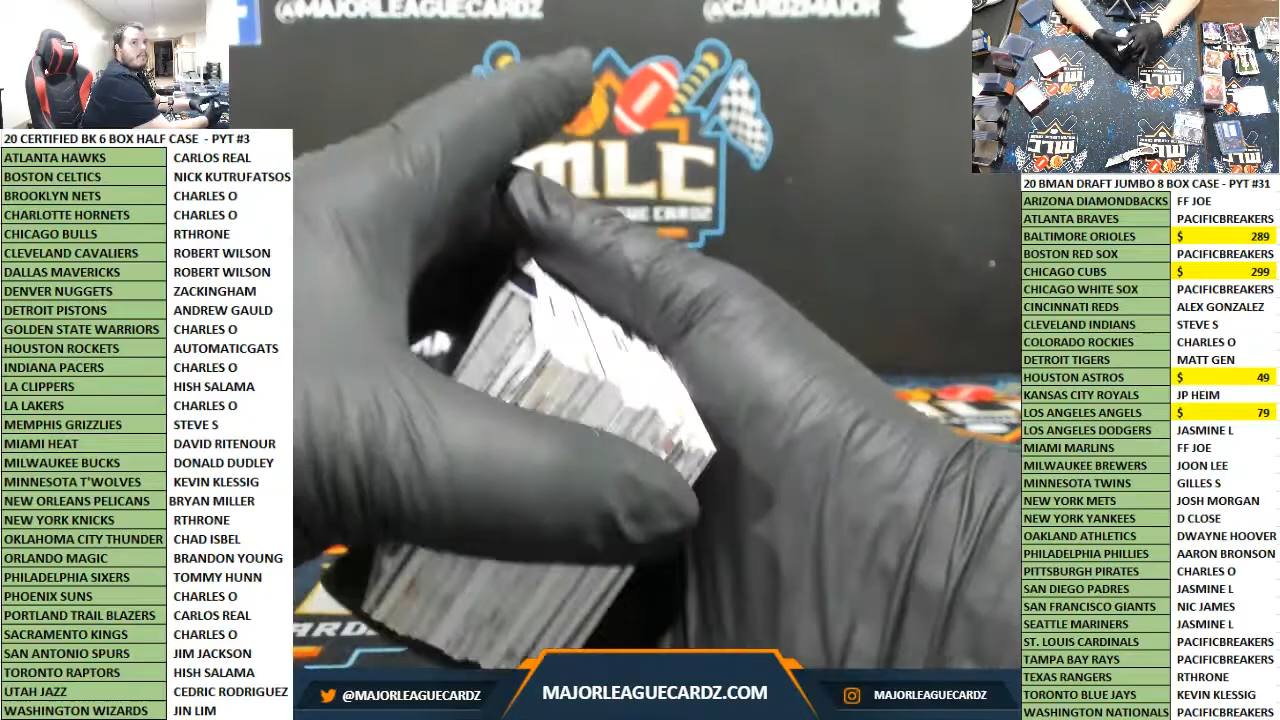 @MAJORLEAGUECARDZ
@CARDZMAJOR
MLC
20 CERTIFIED BK 6 BOX HALF CASE - PYT #3
ATLANTA HAWKS CARLOS REAL
BOSTON CELTICS NICK KUTRUFATSOS
BROOKLYN NETS CHARLES O
CHARLOTTE HORNETS CHARLES O
CHICAGO BULLS RTHRONE
CLEVELAND CAVALIERS ROBERT WILSON
DALLAS MAVERICKS ROBERT WILSON
DENVER NUGGETS ZACKINGHAM
DETROIT PISTONS ANDREW GAULD
GOLDEN STATE WARRIORS CHARLES O
HOUSTON ROCKETS AUTOMATICGATS
INDIANA PACERS CHARLES O
LA CLIPPERS HISH SALAMA
LA LAKERS CHARLES O
MEMPHIS GRIZZLIES STEVE S
MIAMI HEAT DAVID RITENOUR
MILWAUKEE BUCKS DONALD DUDLEY
MINNESOTA T'WOLVES KEVIN KLESSIG
NEW ORLEANS PELICANS BRYAN MILLER
NEW YORK KNICKS RTHRONE
OKLAHOMA CITY THUNDER CHAD ISBEL
ORLANDO MAGIC BRANDON YOUNG
PHILADELPHIA SIXERS TOMMY HUNN
PHOENIX SUNS CHARLES O
PORTLAND TRAIL BLAZERS CARLOS REAL
SACRAMENTO KINGS CHARLES O
SAN ANTONIO SPURS JIM JACKSON
TORONTO RAPTORS HISH SALAMA
UTAH JAZZ CEDRIC RODRIGUEZ
WASHINGTON WIZARDS JIN LIM
20 BMAN DRAFT JUMBO 8 BOX CASE - PYT #31
ARIZONA DIAMONDBACKS FF JOE
ATLANTA BRAVES PACIFICBREAKERS
BALTIMORE ORIOLES $ 289
BOSTON RED SOX PACIFICBREAKERS
CHICAGO CUBS $ 299
CHICAGO WHITE SOX PACIFICBREAKERS
CINCINNATI REDS ALEX GONZALEZ
CLEVELAND INDIANS STEVE S
COLORADO ROCKIES CHARLES O
DETROIT TIGERS MATT GEN
HOUSTON ASTROS $ 49
KANSAS CITY ROYALS JP HEIM
LOS ANGELES ANGELS $ 79
LOS ANGELES DODGERS JASMINE L
MIAMI MARLINS FF JOE
MILWAUKEE BREWERS JOON LEE
MINNESOTA TWINS GILLES S
NEW YORK METS JOSH MORGAN
NEW YORK YANKEES D CLOSE
OAKLAND ATHLETICS DWAYNE HOOVER
PHILADELPHIA PHILLIES AARON BRONSON
PITTSBURGH PIRATES CHARLES O
SAN DIEGO PADRES JASMINE L
SAN FRANCISCO GIANTS NIC JAMES
SEATTLE MARINERS JASMINE L
ST. LOUIS CARDINALS PACIFICBREAKERS
TAMPA BAY RAYS PACIFICBREAKERS
TEXAS RANGERS RTHRONE
TORONTO BLUE JAYS KEVIN KLESSIG
WASHINGTON NATIONALS PACIFICBREAKERS
@MAJORLEAGUECARDZ
MAJORLEAGUECARDZ.COM
MAJORLEAGUECARDZ